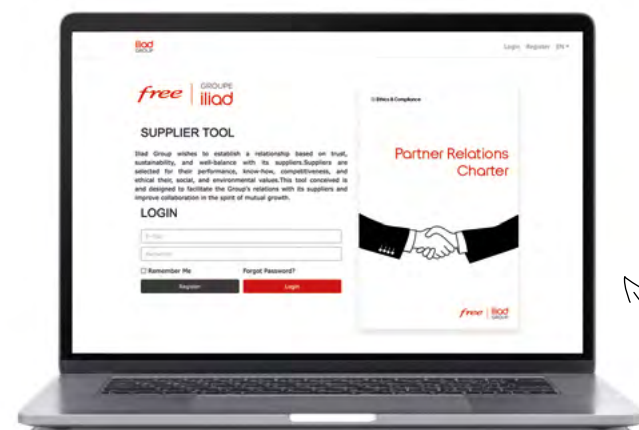 iliad
GROUP
Login Register EN
free GROUPE
iliad
SUPPLIER TOOL
Iliad Group wishes to establish a relationship based on trust,
sustainability, and well-balance with its suppliers.Suppliers are
selected for their performance, know-how, competitiveness, and
ethical their, social, and environmental values.This tool conceived is
and designed to facilitate the Group's relations with its suppliers and
improve collaboration in the spirit of mutual growth.
LOGIN
E-mail
Password
Remember Me Forgot Password?
Register Login
Ethics & Compliance
Partner Relations
Charter
free iliad
GROUP